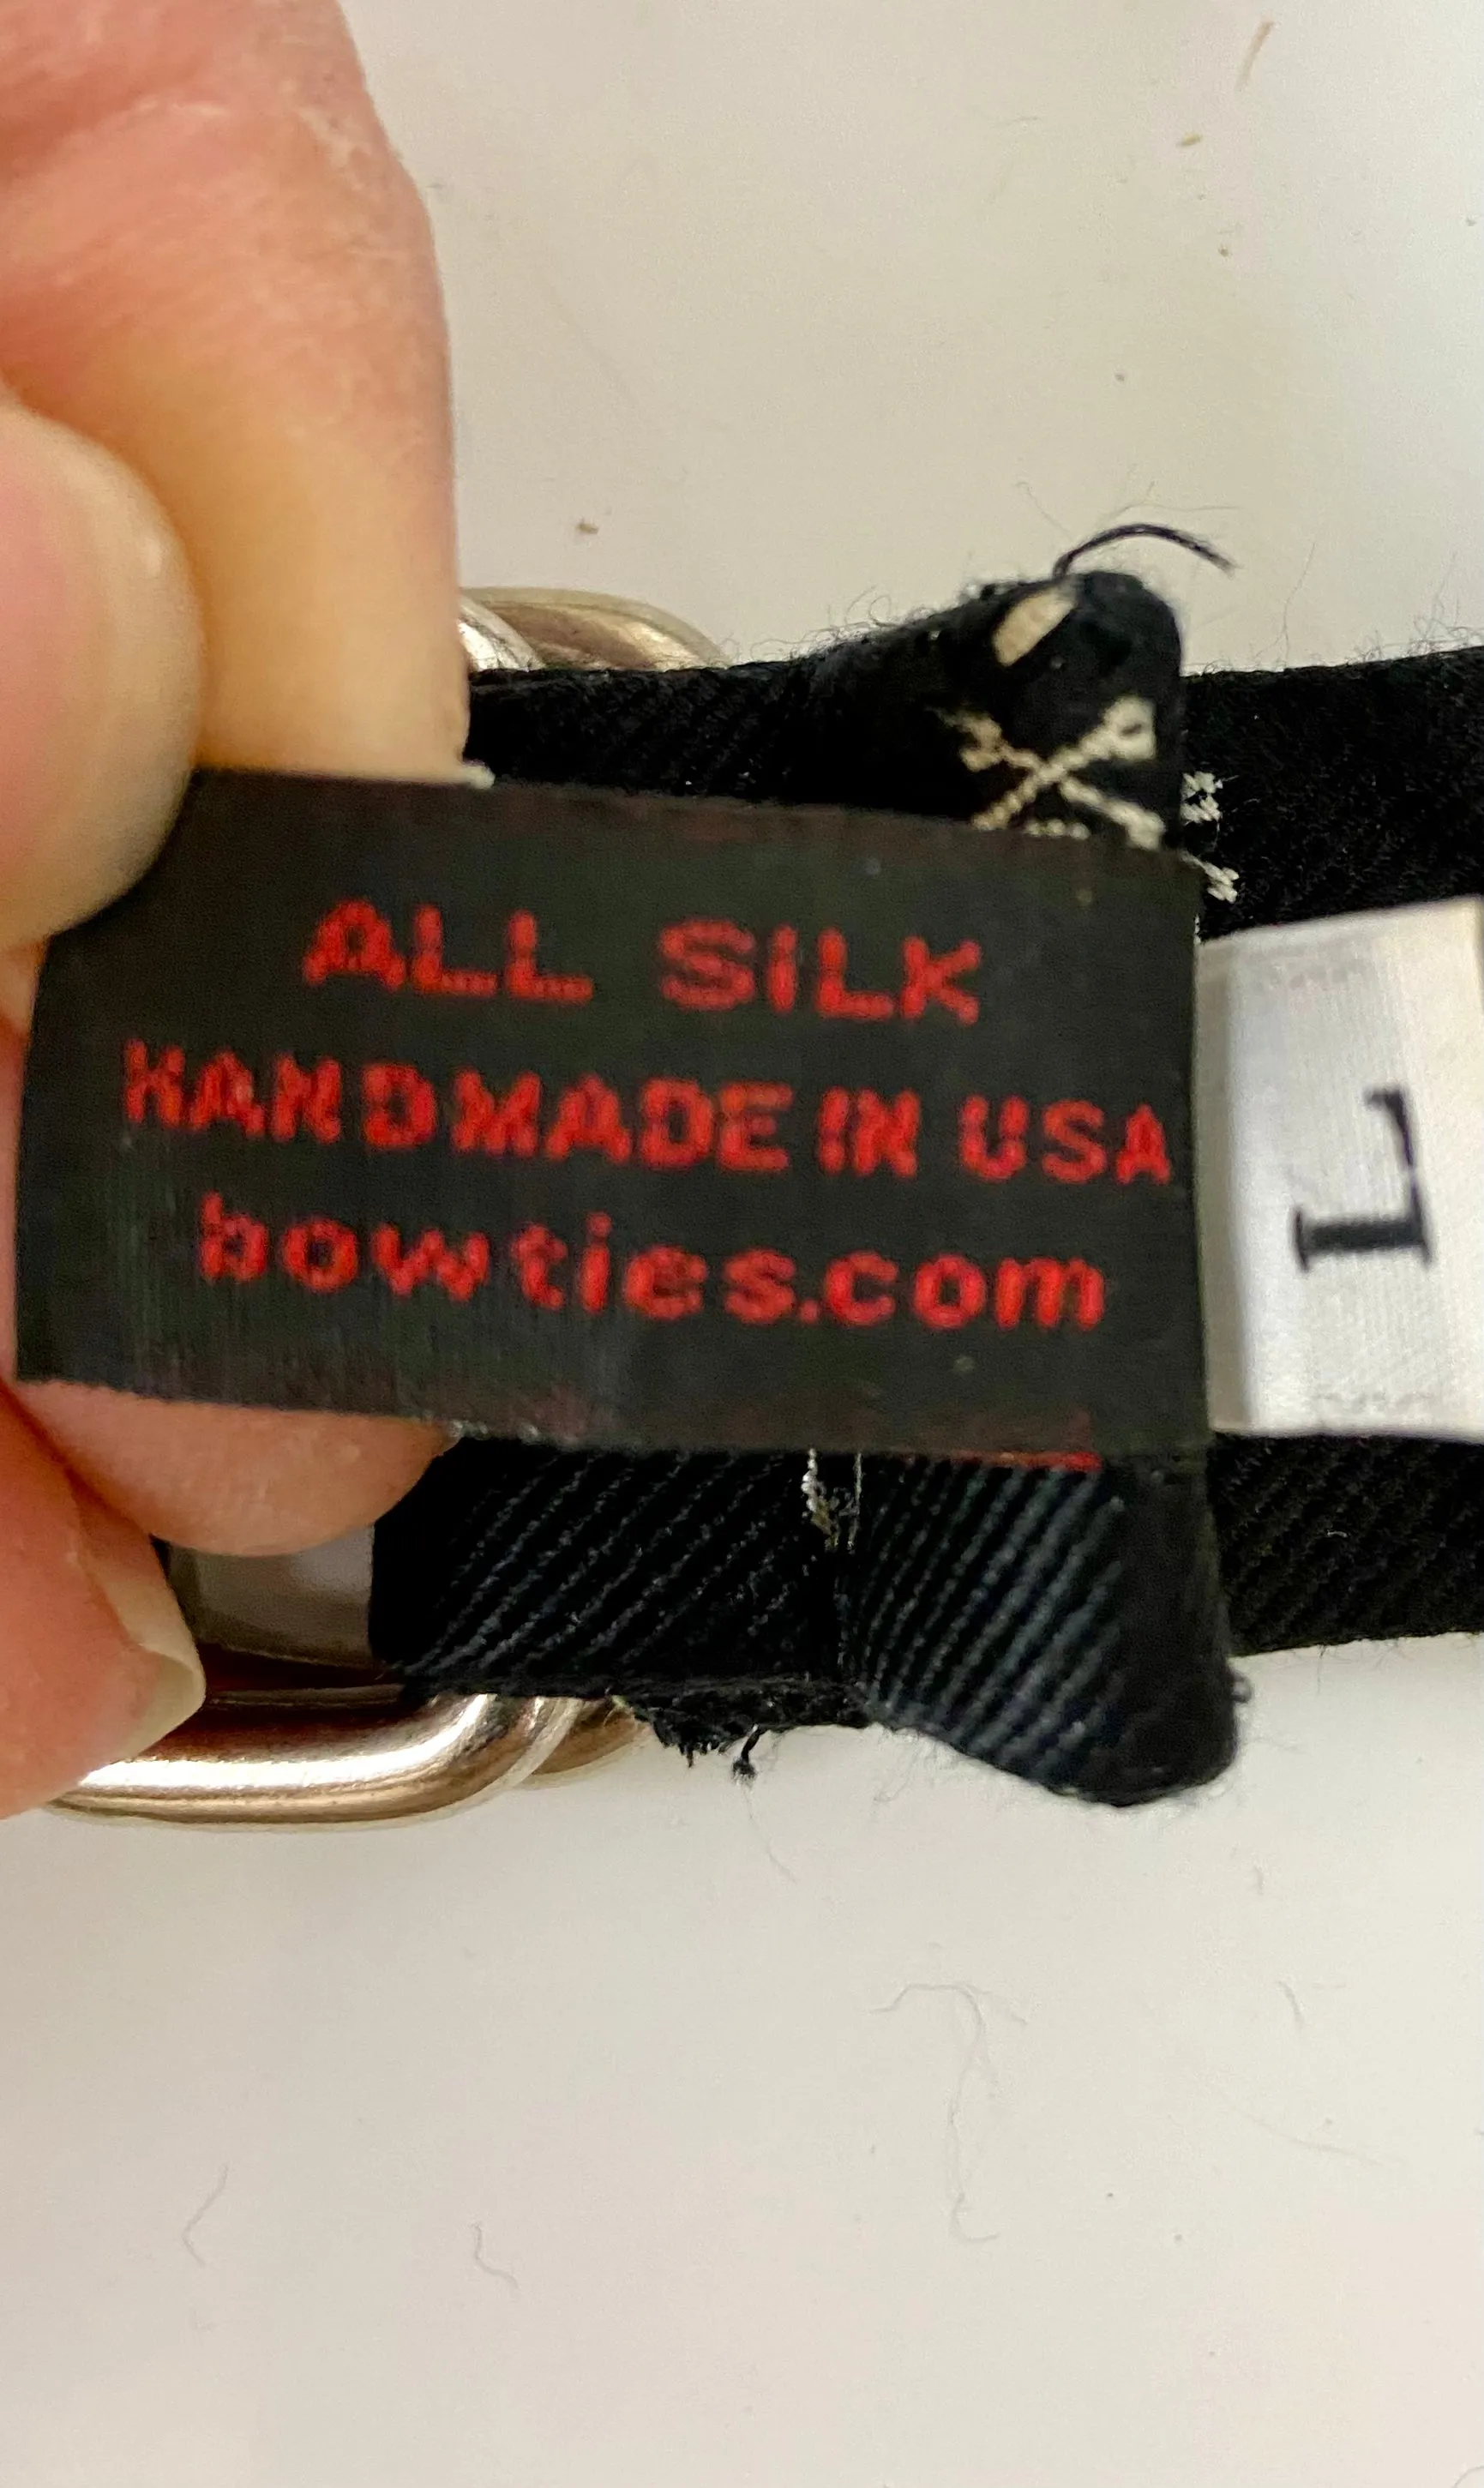 ALL SILK
HANDMADE IN USA
bowties.com
L